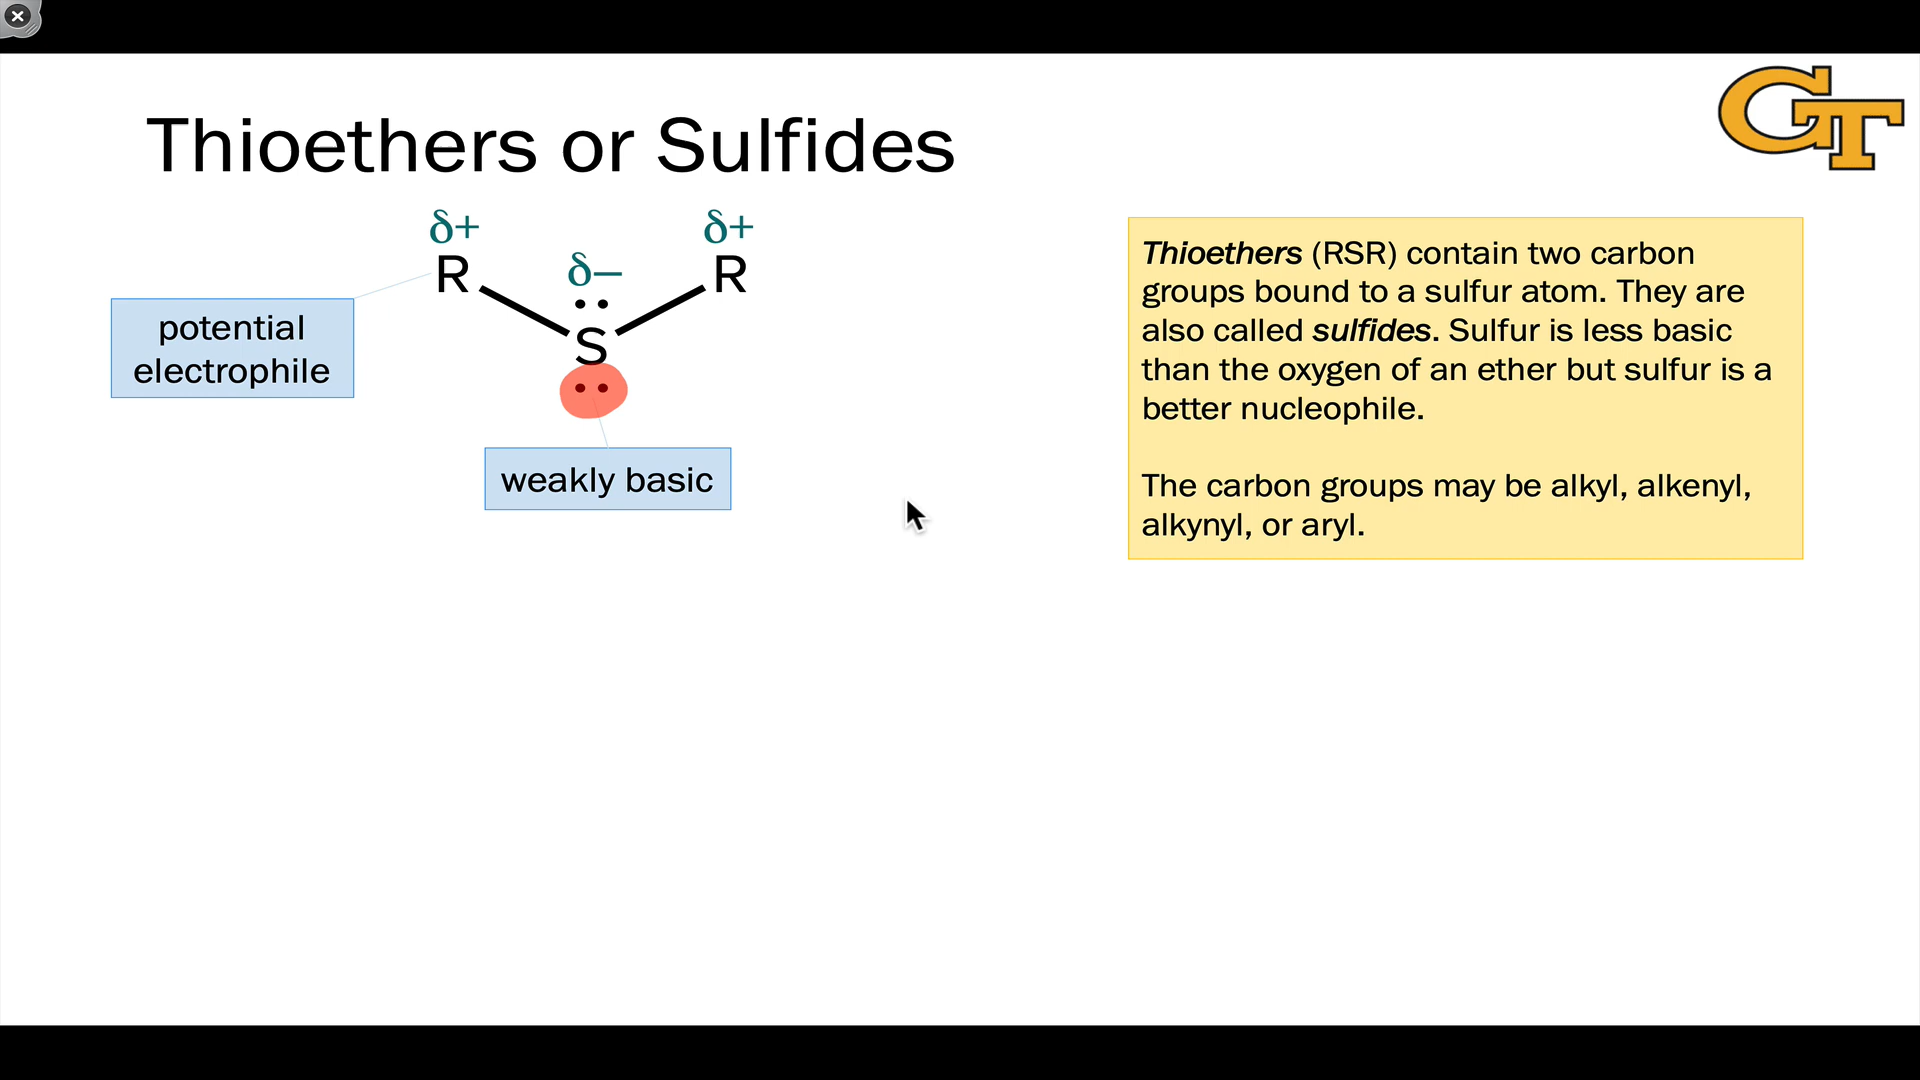 Thioethers or Sulfides
GT
δ+
δ+
R
δ–
R
S
potential
electrophile
weakly basic
Thioethers (RSR) contain two carbon
groups bound to a sulfur atom. They are
also called sulfides. Sulfur is less basic
than the oxygen of an ether but sulfur is a
better nucleophile.
The carbon groups may be alkyl, alkenyl,
alkynyl, or aryl.